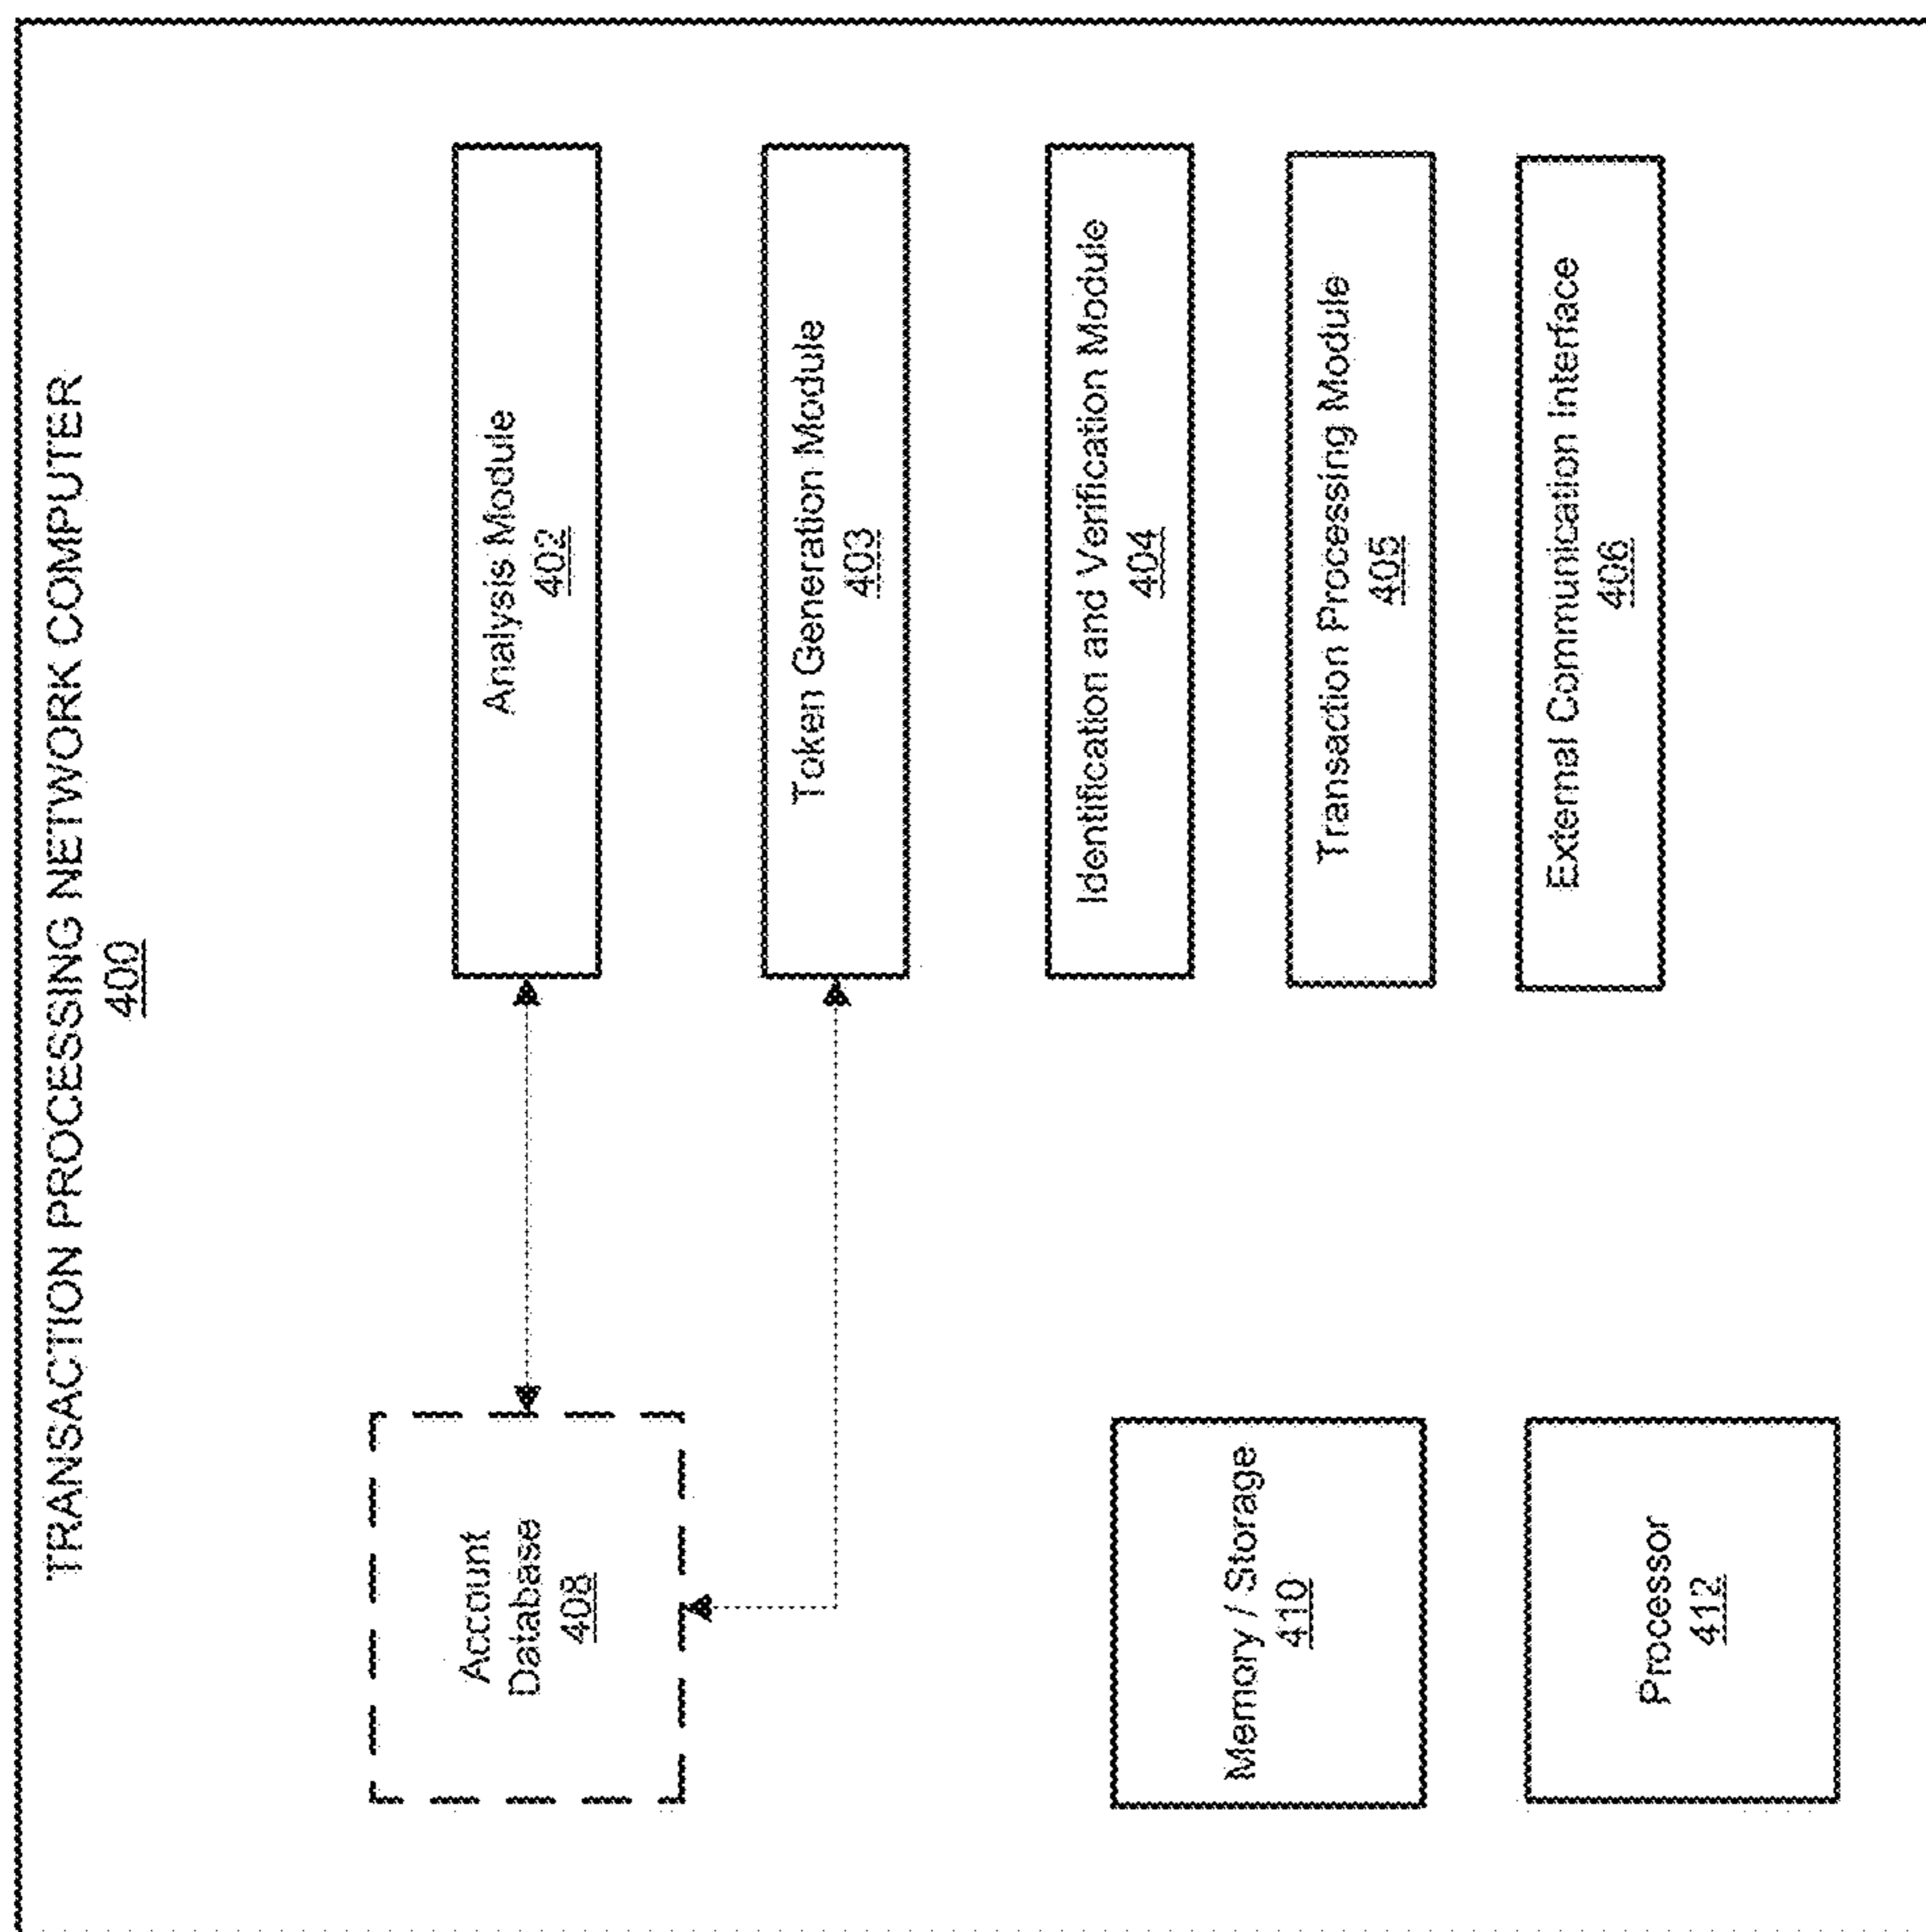 TRANSACTION PROCESSING NETWORK COMPUTER
400
Account
Database
408
Analysis Module
402
Token Generation Module
403
Identification and Verification Module
404
Memory / Storage
410
Transaction Processing Module
405
Processor
412
External Communication Interface
406